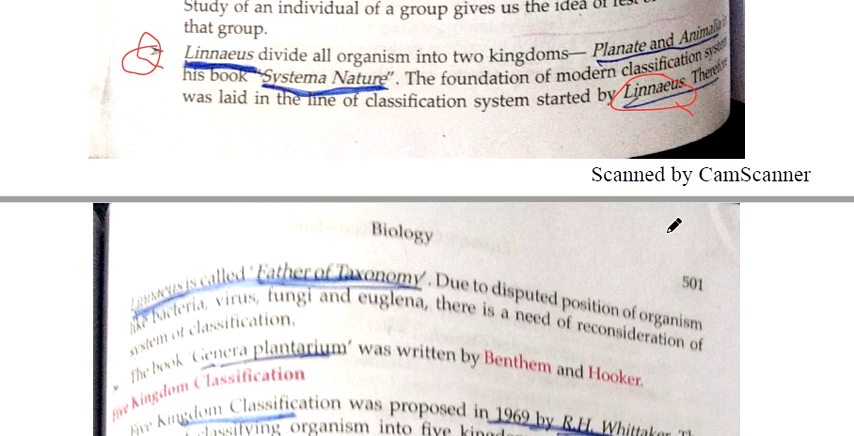 Study of an individual of a group gives us the idea of
that group.
Linnaeus divide all organism into two kingdoms— Planate and Animalia in
his book "Systema Nature". The foundation of modern classification system
was laid in the line of classification system started by Linnaeus. Therefore
Scanned by CamScanner
Biology
501
Linnaeus is called 'Father of Taxonomy'. Due to disputed position of organism
like bacteria, virus, fungi and euglena, there is a need of reconsideration of
system of classification.
The book 'Genera plantarium' was written by Benthem and Hooker.
Five Kingdom Classification
Five Kingdom Classification was proposed in 1969 by R.H. Whittaker.
classifying organism into five